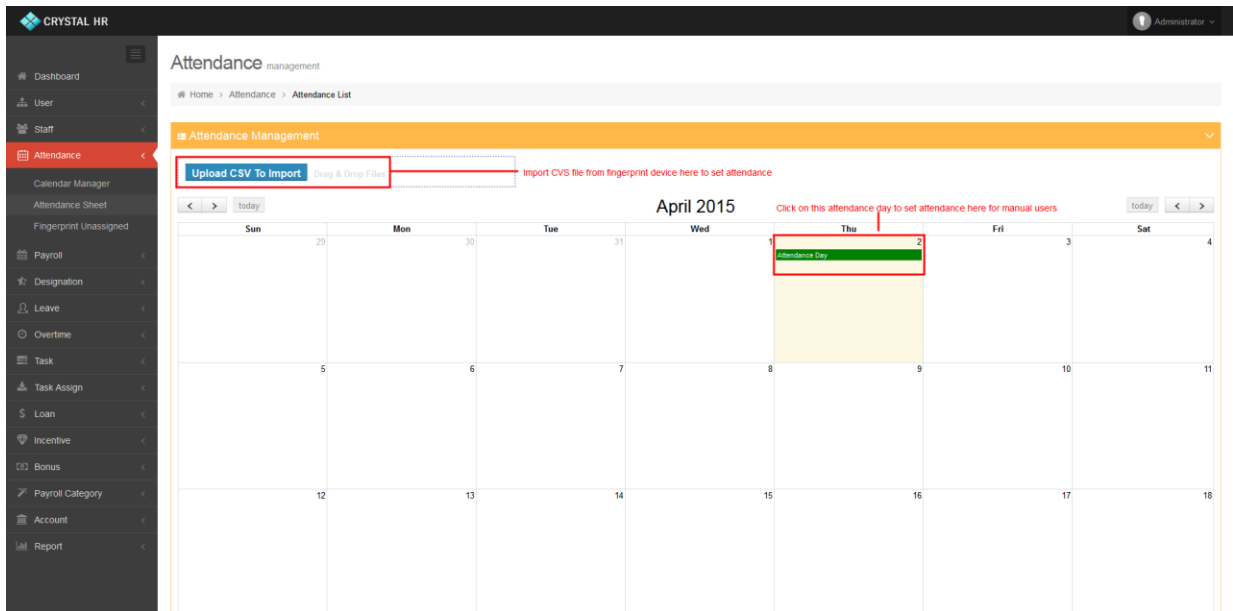 CRYSTAL HR
Administrator
Dashboard
User
Staff
Attendance
Calendar Manager
Attendance Sheet
Fingerprint Unassigned
Payroll
Designation
Leave
Overtime
Task
Task Assign
Loan
Incentive
Bonus
Payroll Category
Account
Report
Attendance management
Home > Attendance > Attendance List
Attendance Management
Upload CSV To Import Drag & Drop Files
Import CVS file from fingerprint device here to set attendance
< > today April 2015 today < >
Click on this attendance day to set attendance here for manual users
Sun Mon Tue Wed Thu Fri Sat
29 30 31 1 2 3 4
Attendance Day
5 6 7 8 9 10 11
12 13 14 15 16 17 18